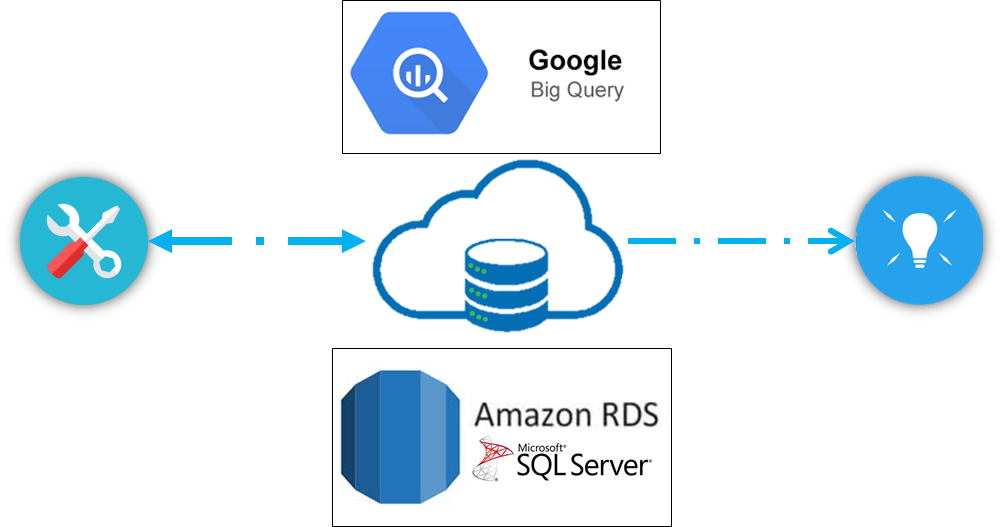 Google
Big Query
Amazon RDS
Microsoft®
SQL Server®